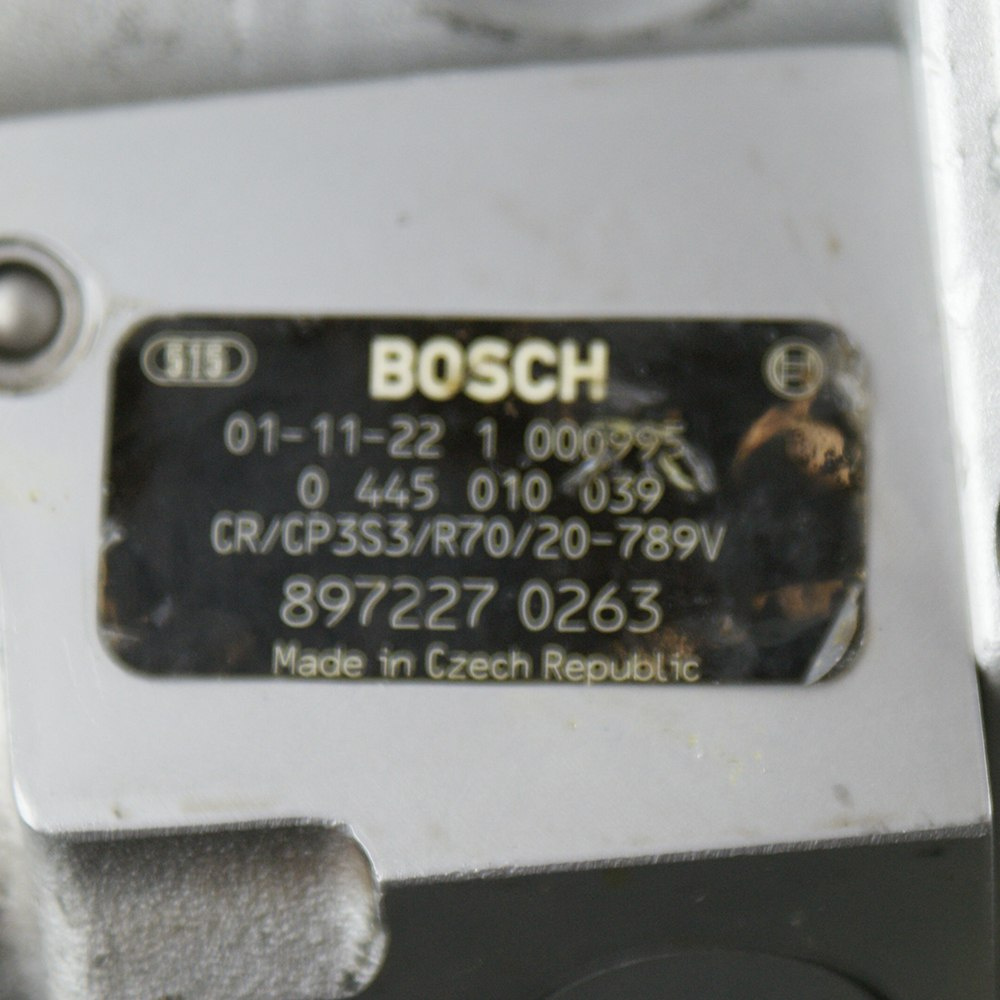 515 BOSCH
01-11-22 1 000995
0 445 010 039
CR/CP3S3/R70/20-789V
897227 0263
Made in Czech Republic